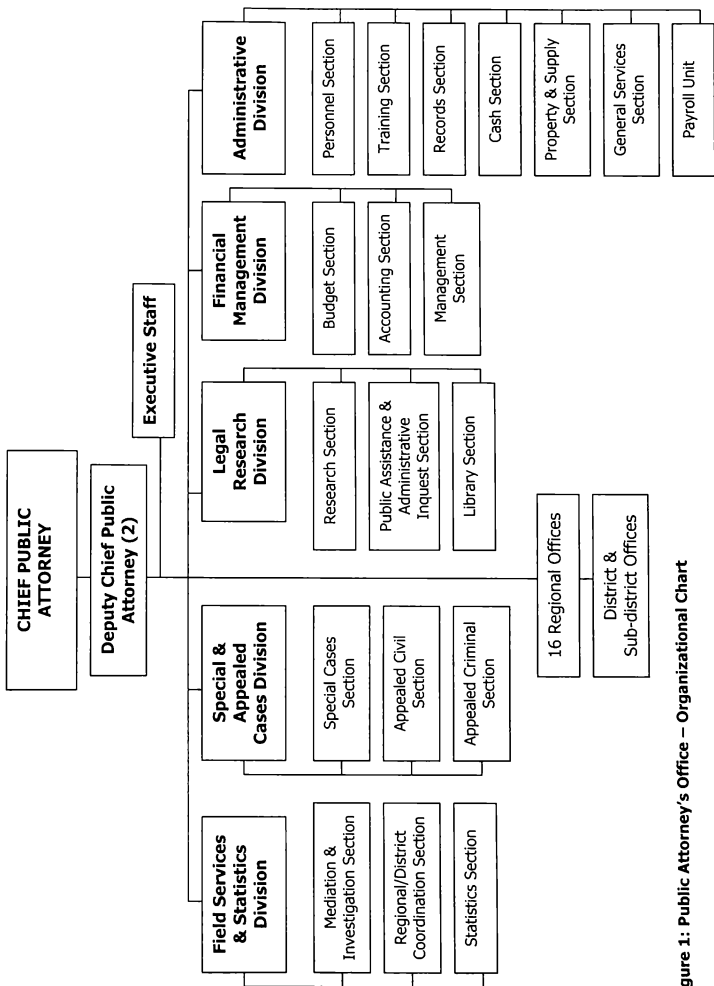 CHIEF PUBLIC
ATTORNEY
Deputy Chief Public
Attorney (2)
Executive Staff
Field Services
& Statistics
Division
Mediation &
Investigation Section
Regional/District
Coordination Section
Statistics Section
Special &
Appealed
Cases Division
Special Cases
Section
Appealed Civil
Section
Appealed Criminal
Section
Legal
Research
Division
Research Section
Public Assistance &
Administrative
Inquest Section
Library Section
Financial
Management
Division
Budget Section
Accounting Section
Management
Section
Administrative
Division
Personnel Section
Training Section
Records Section
Cash Section
Property & Supply
Section
General Services
Section
Payroll Unit
16 Regional Offices
District &
Sub-district Offices
gure 1: Public Attorney's Office – Organizational Chart